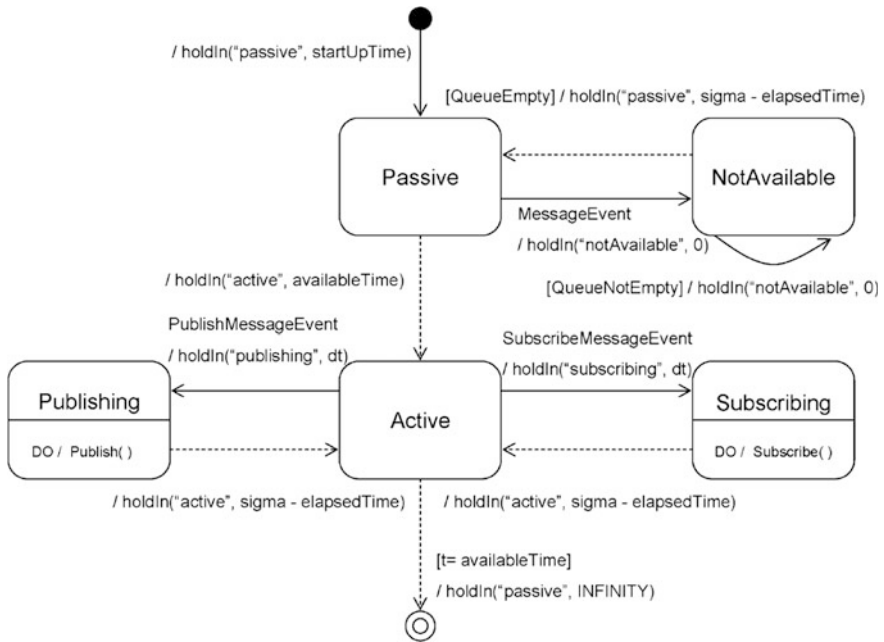 / holdIn(“passive”, startUpTime)
[QueueEmpty] / holdIn(“passive”, sigma - elapsedTime)
Passive
NotAvailable
MessageEvent
/ holdIn(“notAvailable”, 0)
[QueueNotEmpty] / holdIn(“notAvailable”, 0)
/ holdIn(“active”, availableTime)
PublishMessageEvent
/ holdIn(“publishing”, dt)
SubscribeMessageEvent
/ holdIn(“subscribing”, dt)
Publishing
DO / Publish( )
Active
Subscribing
DO / Subscribe( )
/ holdIn(“active”, sigma - elapsedTime)
/ holdIn(“active”, sigma - elapsedTime)
[t= availableTime]
/ holdIn(“passive”, INFINITY)